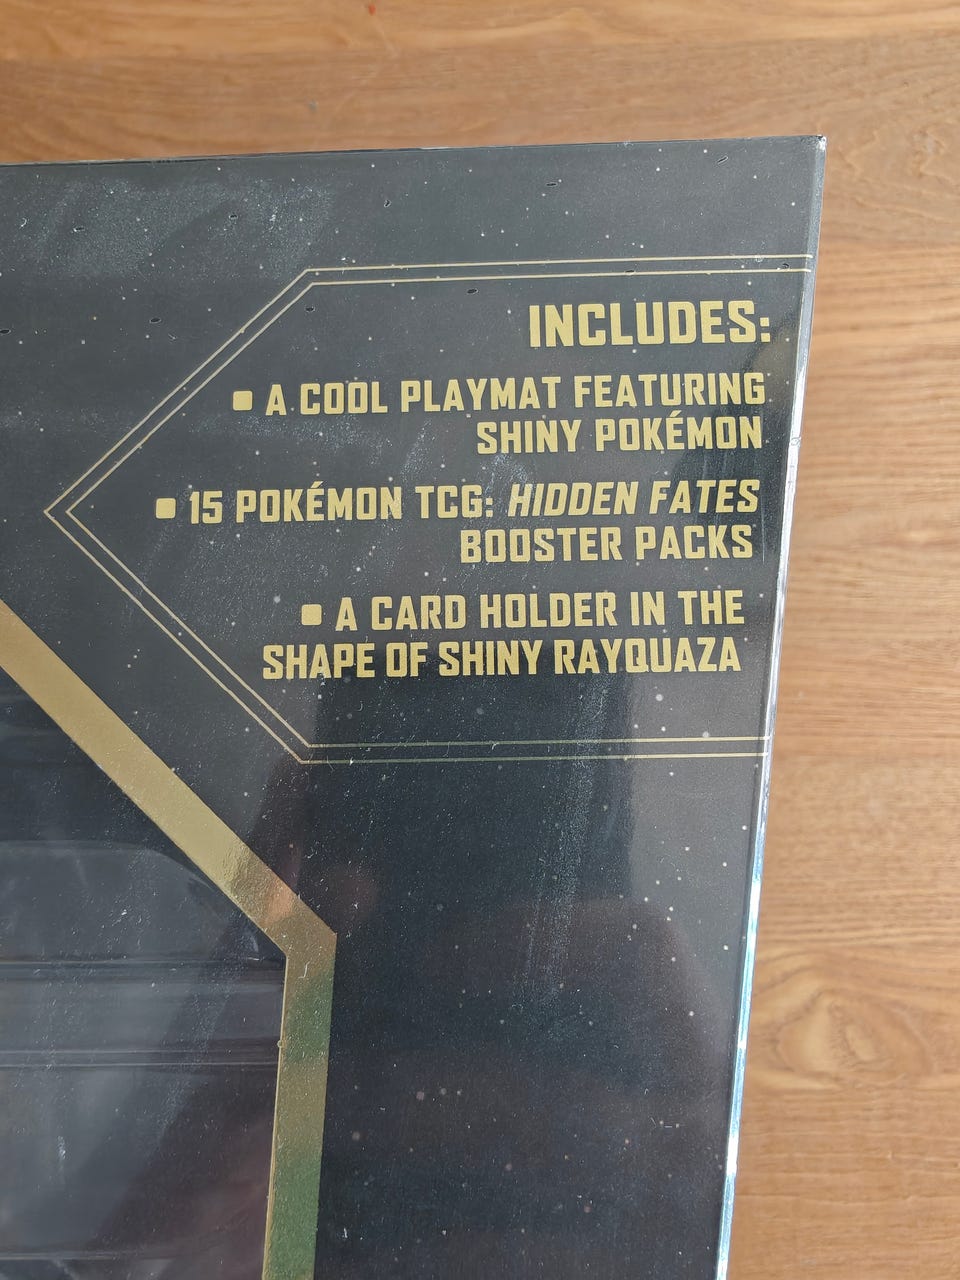 INCLUDES:
▪ A COOL PLAYMAT FEATURING
SHINY POKÉMON
▪ 15 POKÉMON TCG: HIDDEN FATES
BOOSTER PACKS
▪ A CARD HOLDER IN THE
SHAPE OF SHINY RAYQUAZA